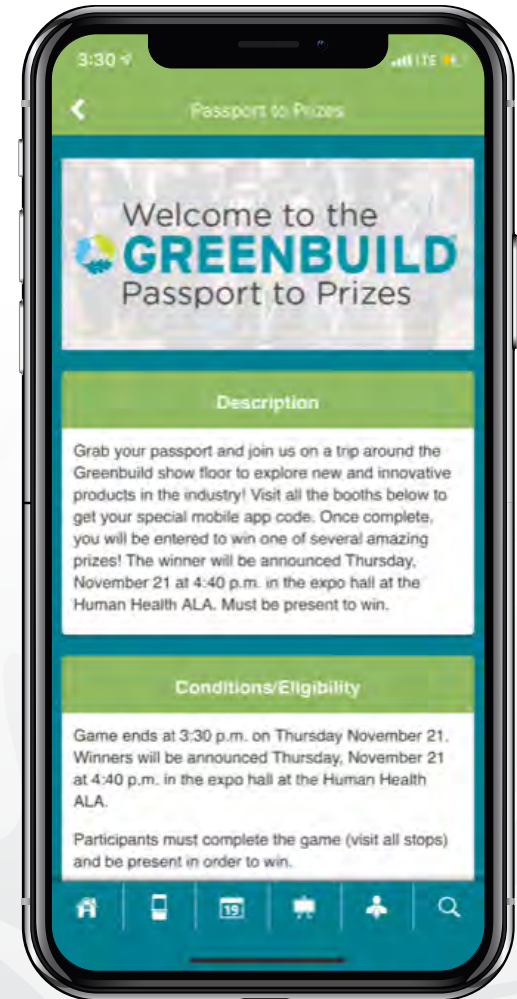 3:30
LTE
Passport to Prizes
Welcome to the
GREENBUILD
Passport to Prizes
Description
Grab your passport and join us on a trip around the
Greenbuild show floor to explore new and innovative
products in the industry! Visit all the booths below to
get your special mobile app code. Once complete,
you will be entered to win one of several amazing
prizes! The winner will be announced Thursday,
November 21 at 4:40 p.m. in the expo hall at the
Human Health ALA. Must be present to win.
Conditions/Eligibility
Game ends at 3:30 p.m. on Thursday November 21.
Winners will be announced Thursday, November 21
at 4:40 p.m. in the expo hall at the Human Health
ALA.
Participants must complete the game (visit all stops)
and be present in order to win.
19